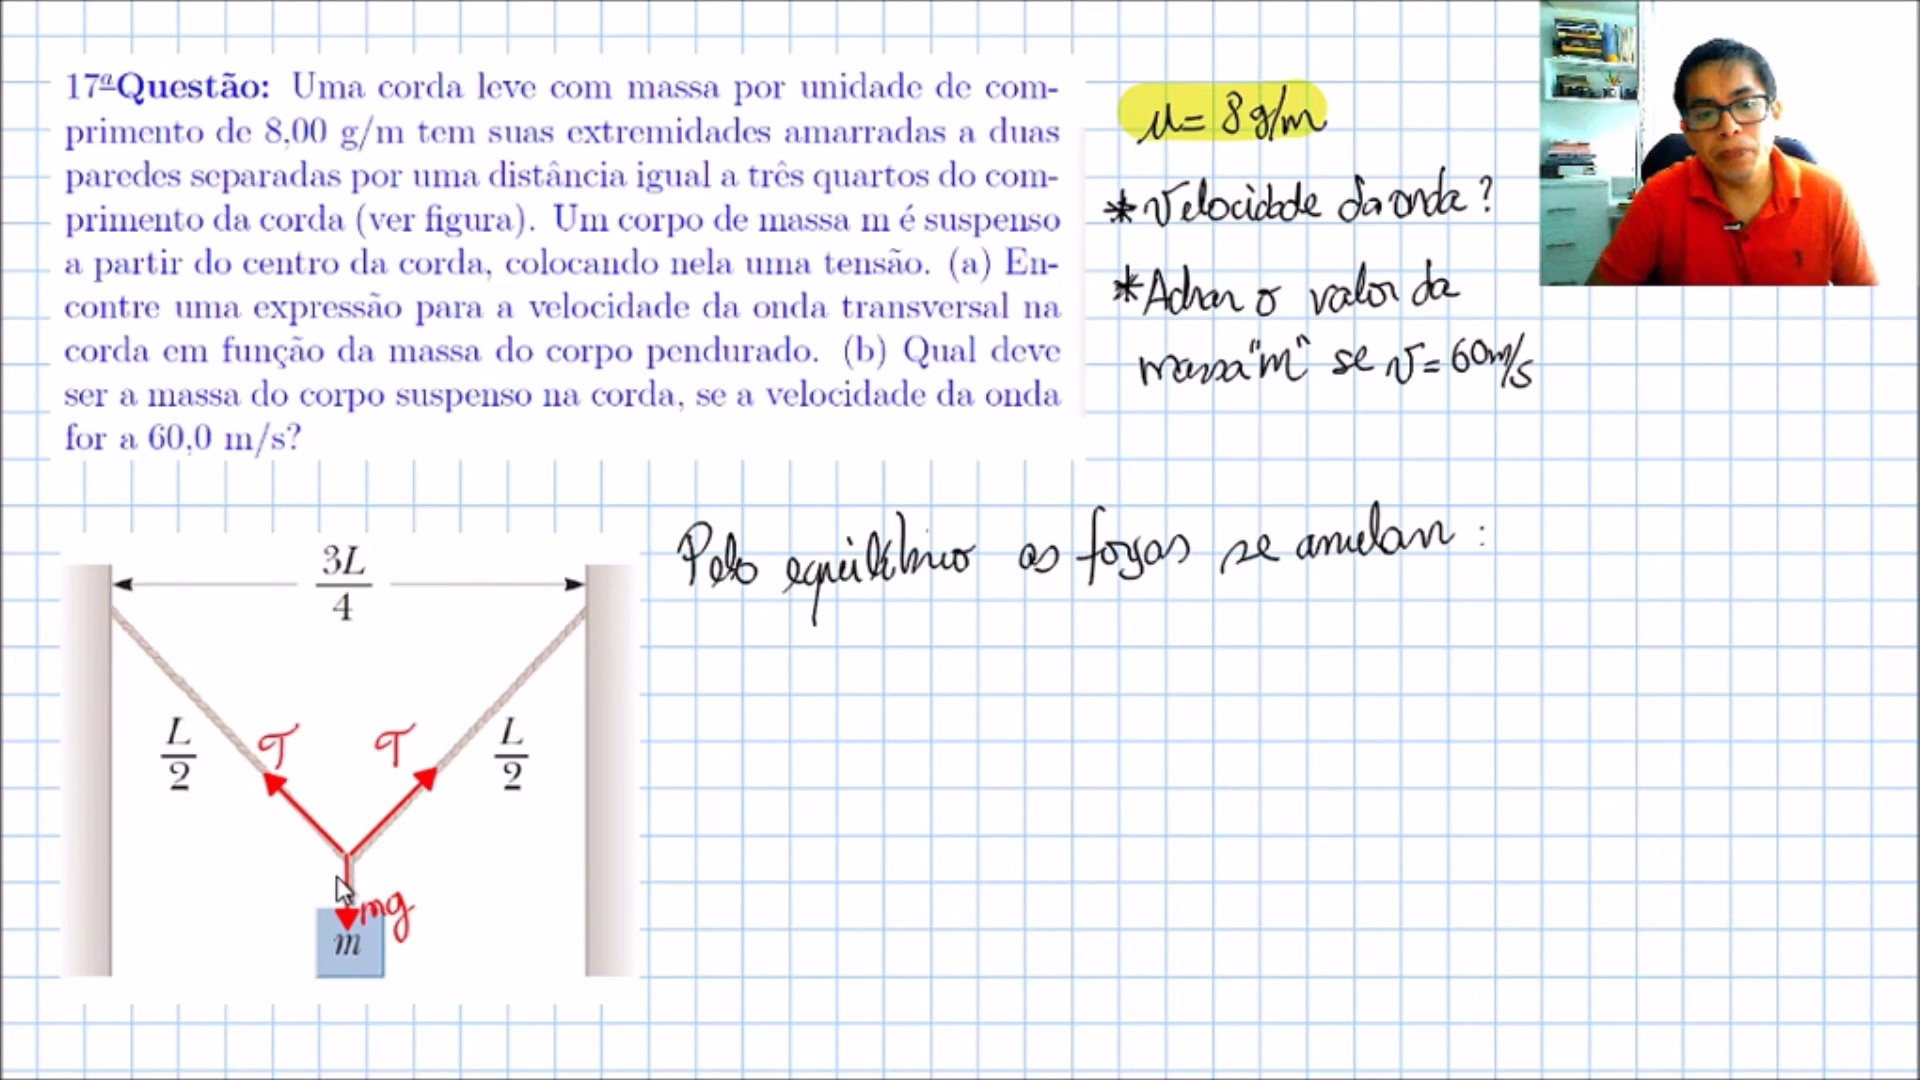 17ªQuestão: Uma corda leve com massa por unidade de com-
primento de 8,00 g/m tem suas extremidades amarradas a duas
paredes separadas por uma distância igual a três quartos do com-
primento da corda (ver figura). Um corpo de massa m é suspenso
a partir do centro da corda, colocando nela uma tensão. (a) En-
contre uma expressão para a velocidade da onda transversal na
corda em função da massa do corpo pendurado. (b) Qual deve
ser a massa do corpo suspenso na corda, se a velocidade da onda
for a 60,0 m/s?
μ = 8 g/m
* Velocidade da onda?
* Achar o valor da
massa "m" se v = 60 m/s
Pelo equilíbrio as forças se anulam :
3L
4
L
2
T
T
L
2
mg
m